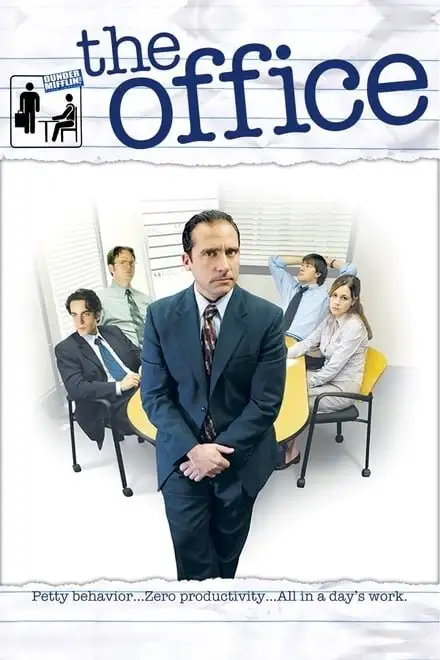 the
office
DUNDER
MIFFLIN!
Petty behavior...Zero productivity...All in a day's work.